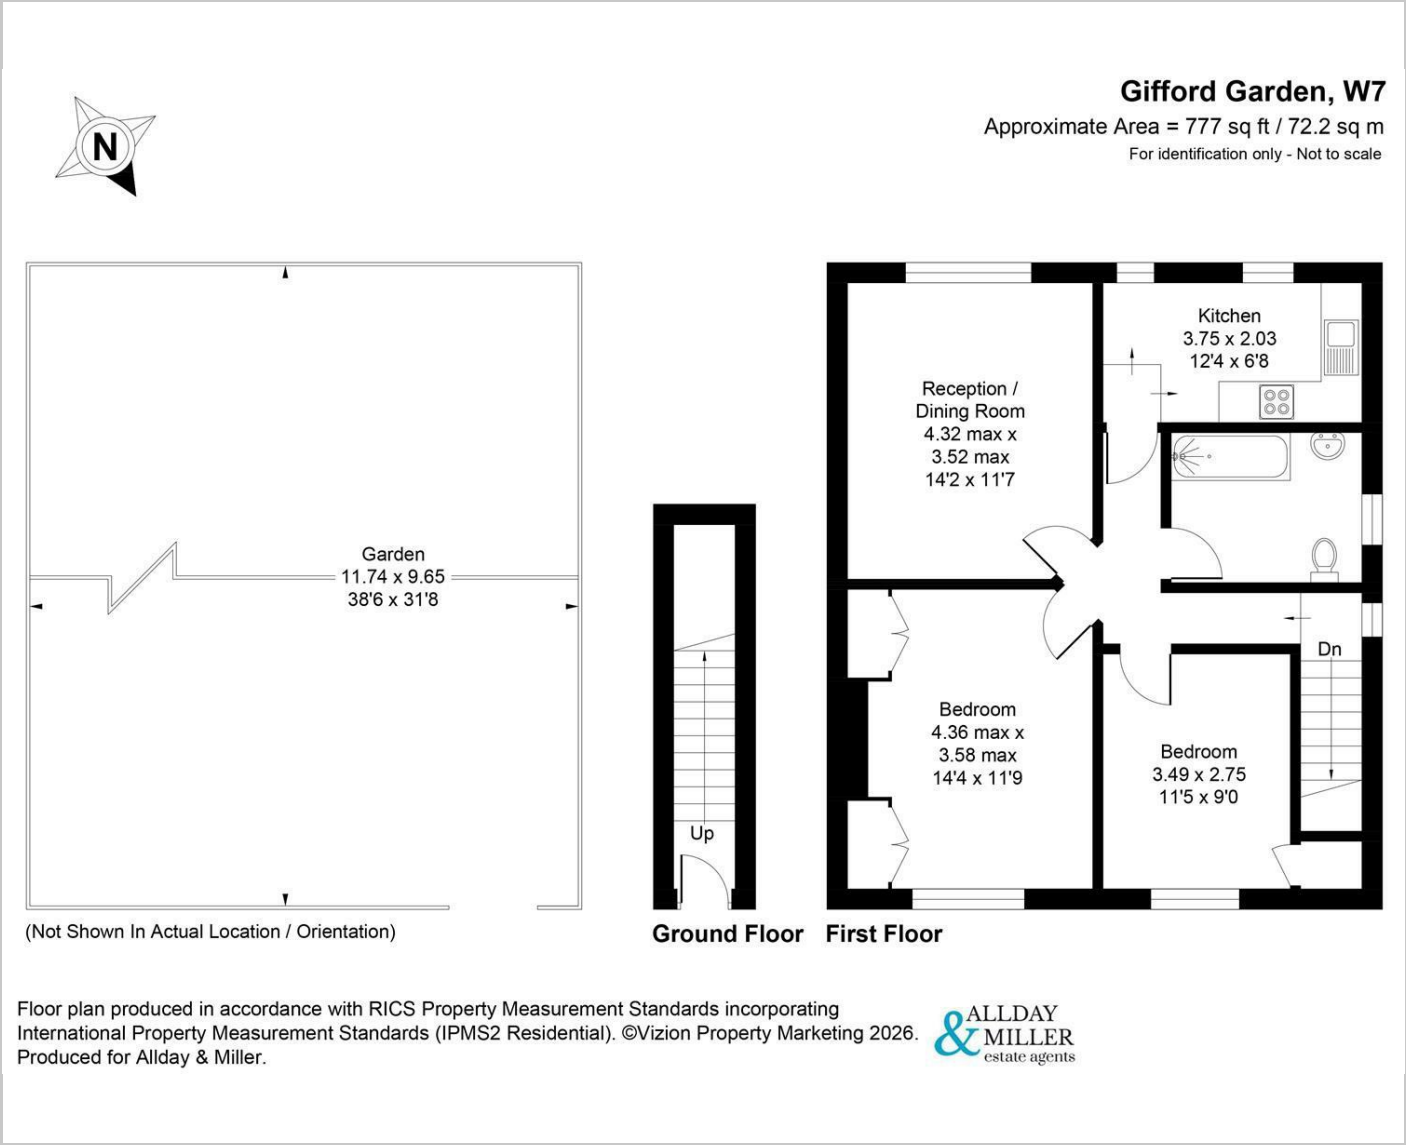 Gifford Garden, W7
Approximate Area = 777 sq ft / 72.2 sq m
For identification only - Not to scale
N
Kitchen
3.75 x 2.03
12'4 x 6'8
Reception /
Dining Room
4.32 max x
3.52 max
14'2 x 11'7
Garden
11.74 x 9.65
38'6 x 31'8
Dn
Bedroom
4.36 max x
3.58 max
14'4 x 11'9
Bedroom
3.49 x 2.75
11'5 x 9'0
Up
(Not Shown In Actual Location / Orientation)
Ground Floor
First Floor
Floor plan produced in accordance with RICS Property Measurement Standards incorporating
International Property Measurement Standards (IPMS2 Residential). ©Vizion Property Marketing 2026.
Produced for Allday & Miller.
ALLDAY
& MILLER
estate agents